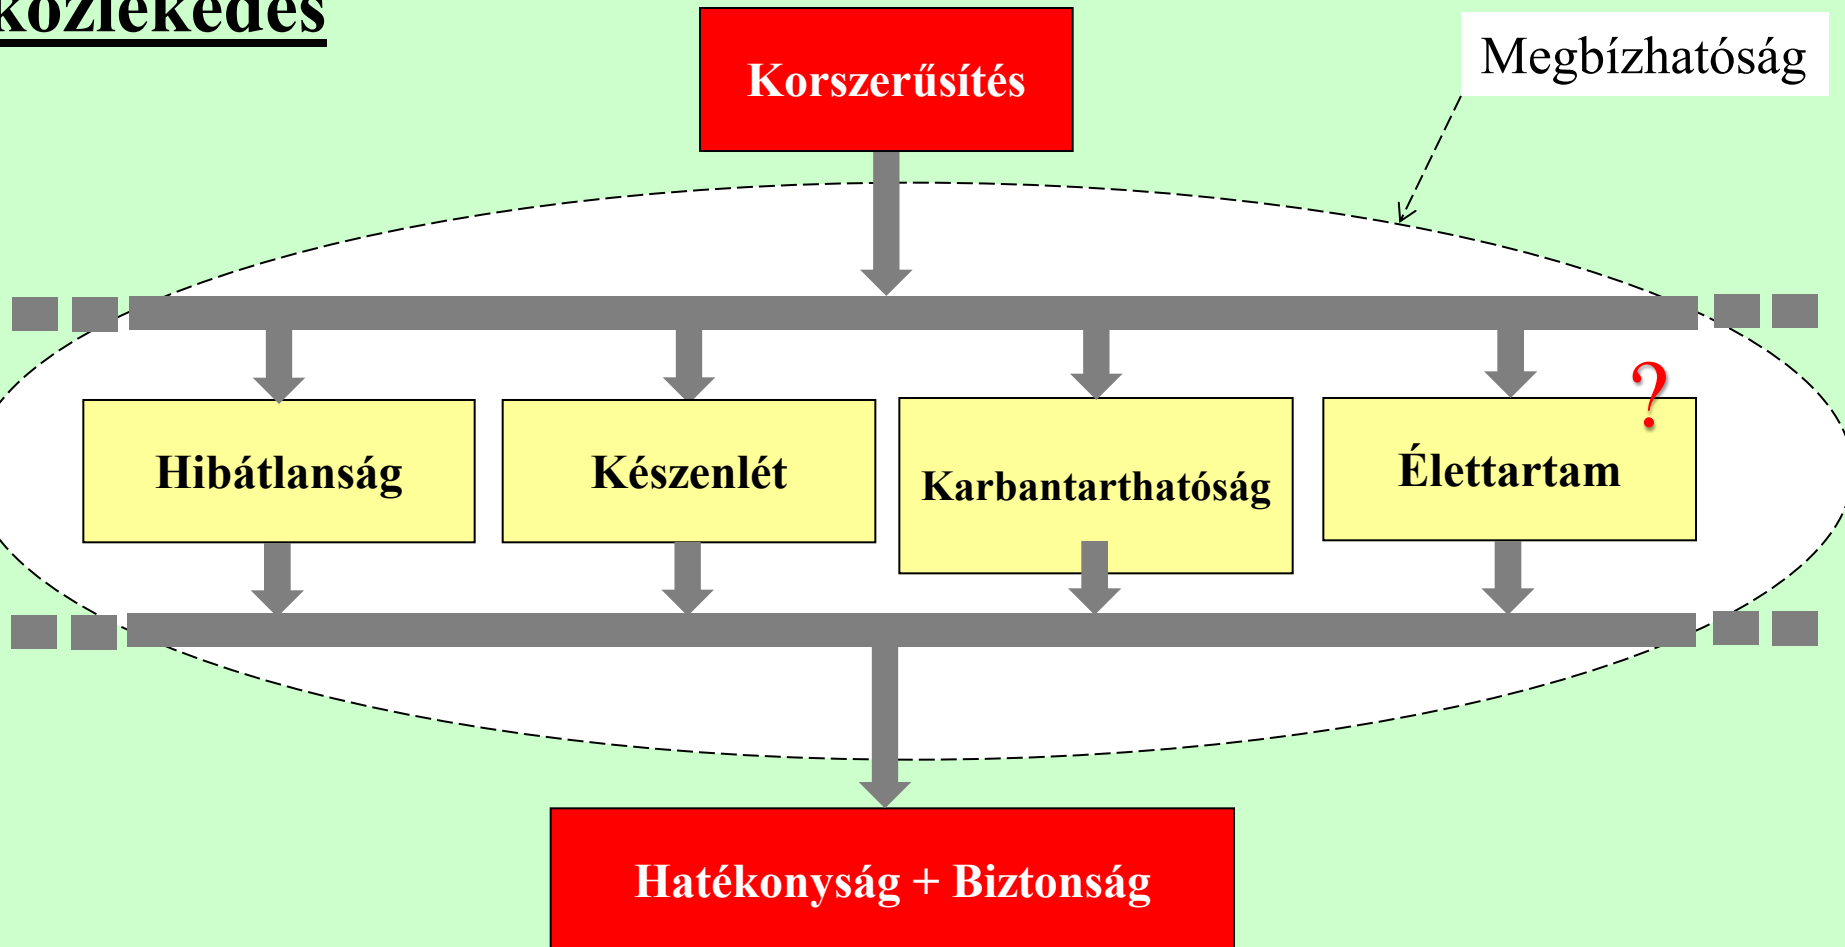 közlekedés
Korszerűsítés
Megbízhatóság
?
Hibátlanság
Készenlét
Karbantarthatóság
Élettartam
Hatékonyság + Biztonság